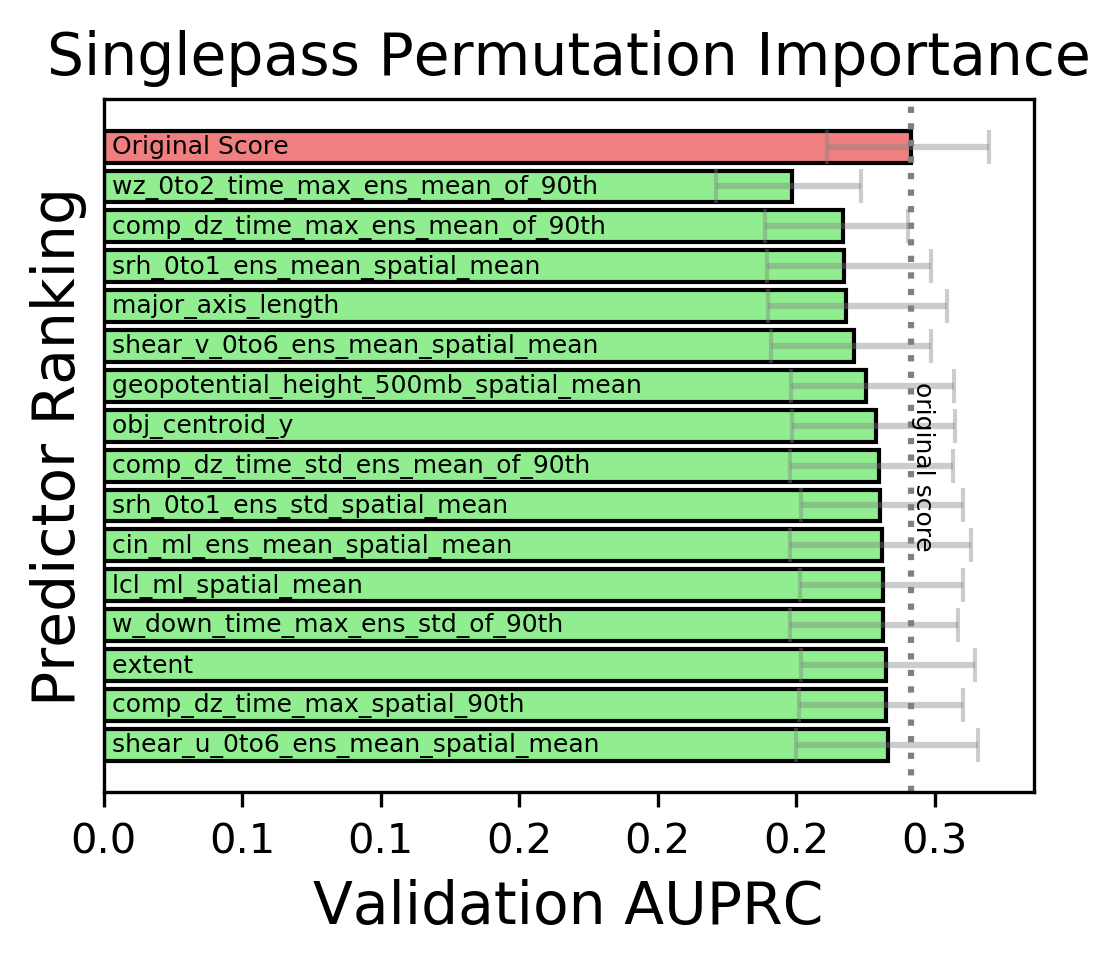 Singlepass Permutation Importance
Predictor Ranking
Original Score
wz_0to2_time_max_ens_mean_of_90th
comp_dz_time_max_ens_mean_of_90th
srh_0to1_ens_mean_spatial_mean
major_axis_length
shear_v_0to6_ens_mean_spatial_mean
geopotential_height_500mb_spatial_mean
obj_centroid_y
comp_dz_time_std_ens_mean_of_90th
srh_0to1_ens_std_spatial_mean
cin_ml_ens_mean_spatial_mean
lcl_ml_spatial_mean
w_down_time_max_ens_std_of_90th
extent
comp_dz_time_max_spatial_90th
shear_u_0to6_ens_mean_spatial_mean
original score
0.0 0.1 0.1 0.2 0.2 0.2 0.3
Validation AUPRC